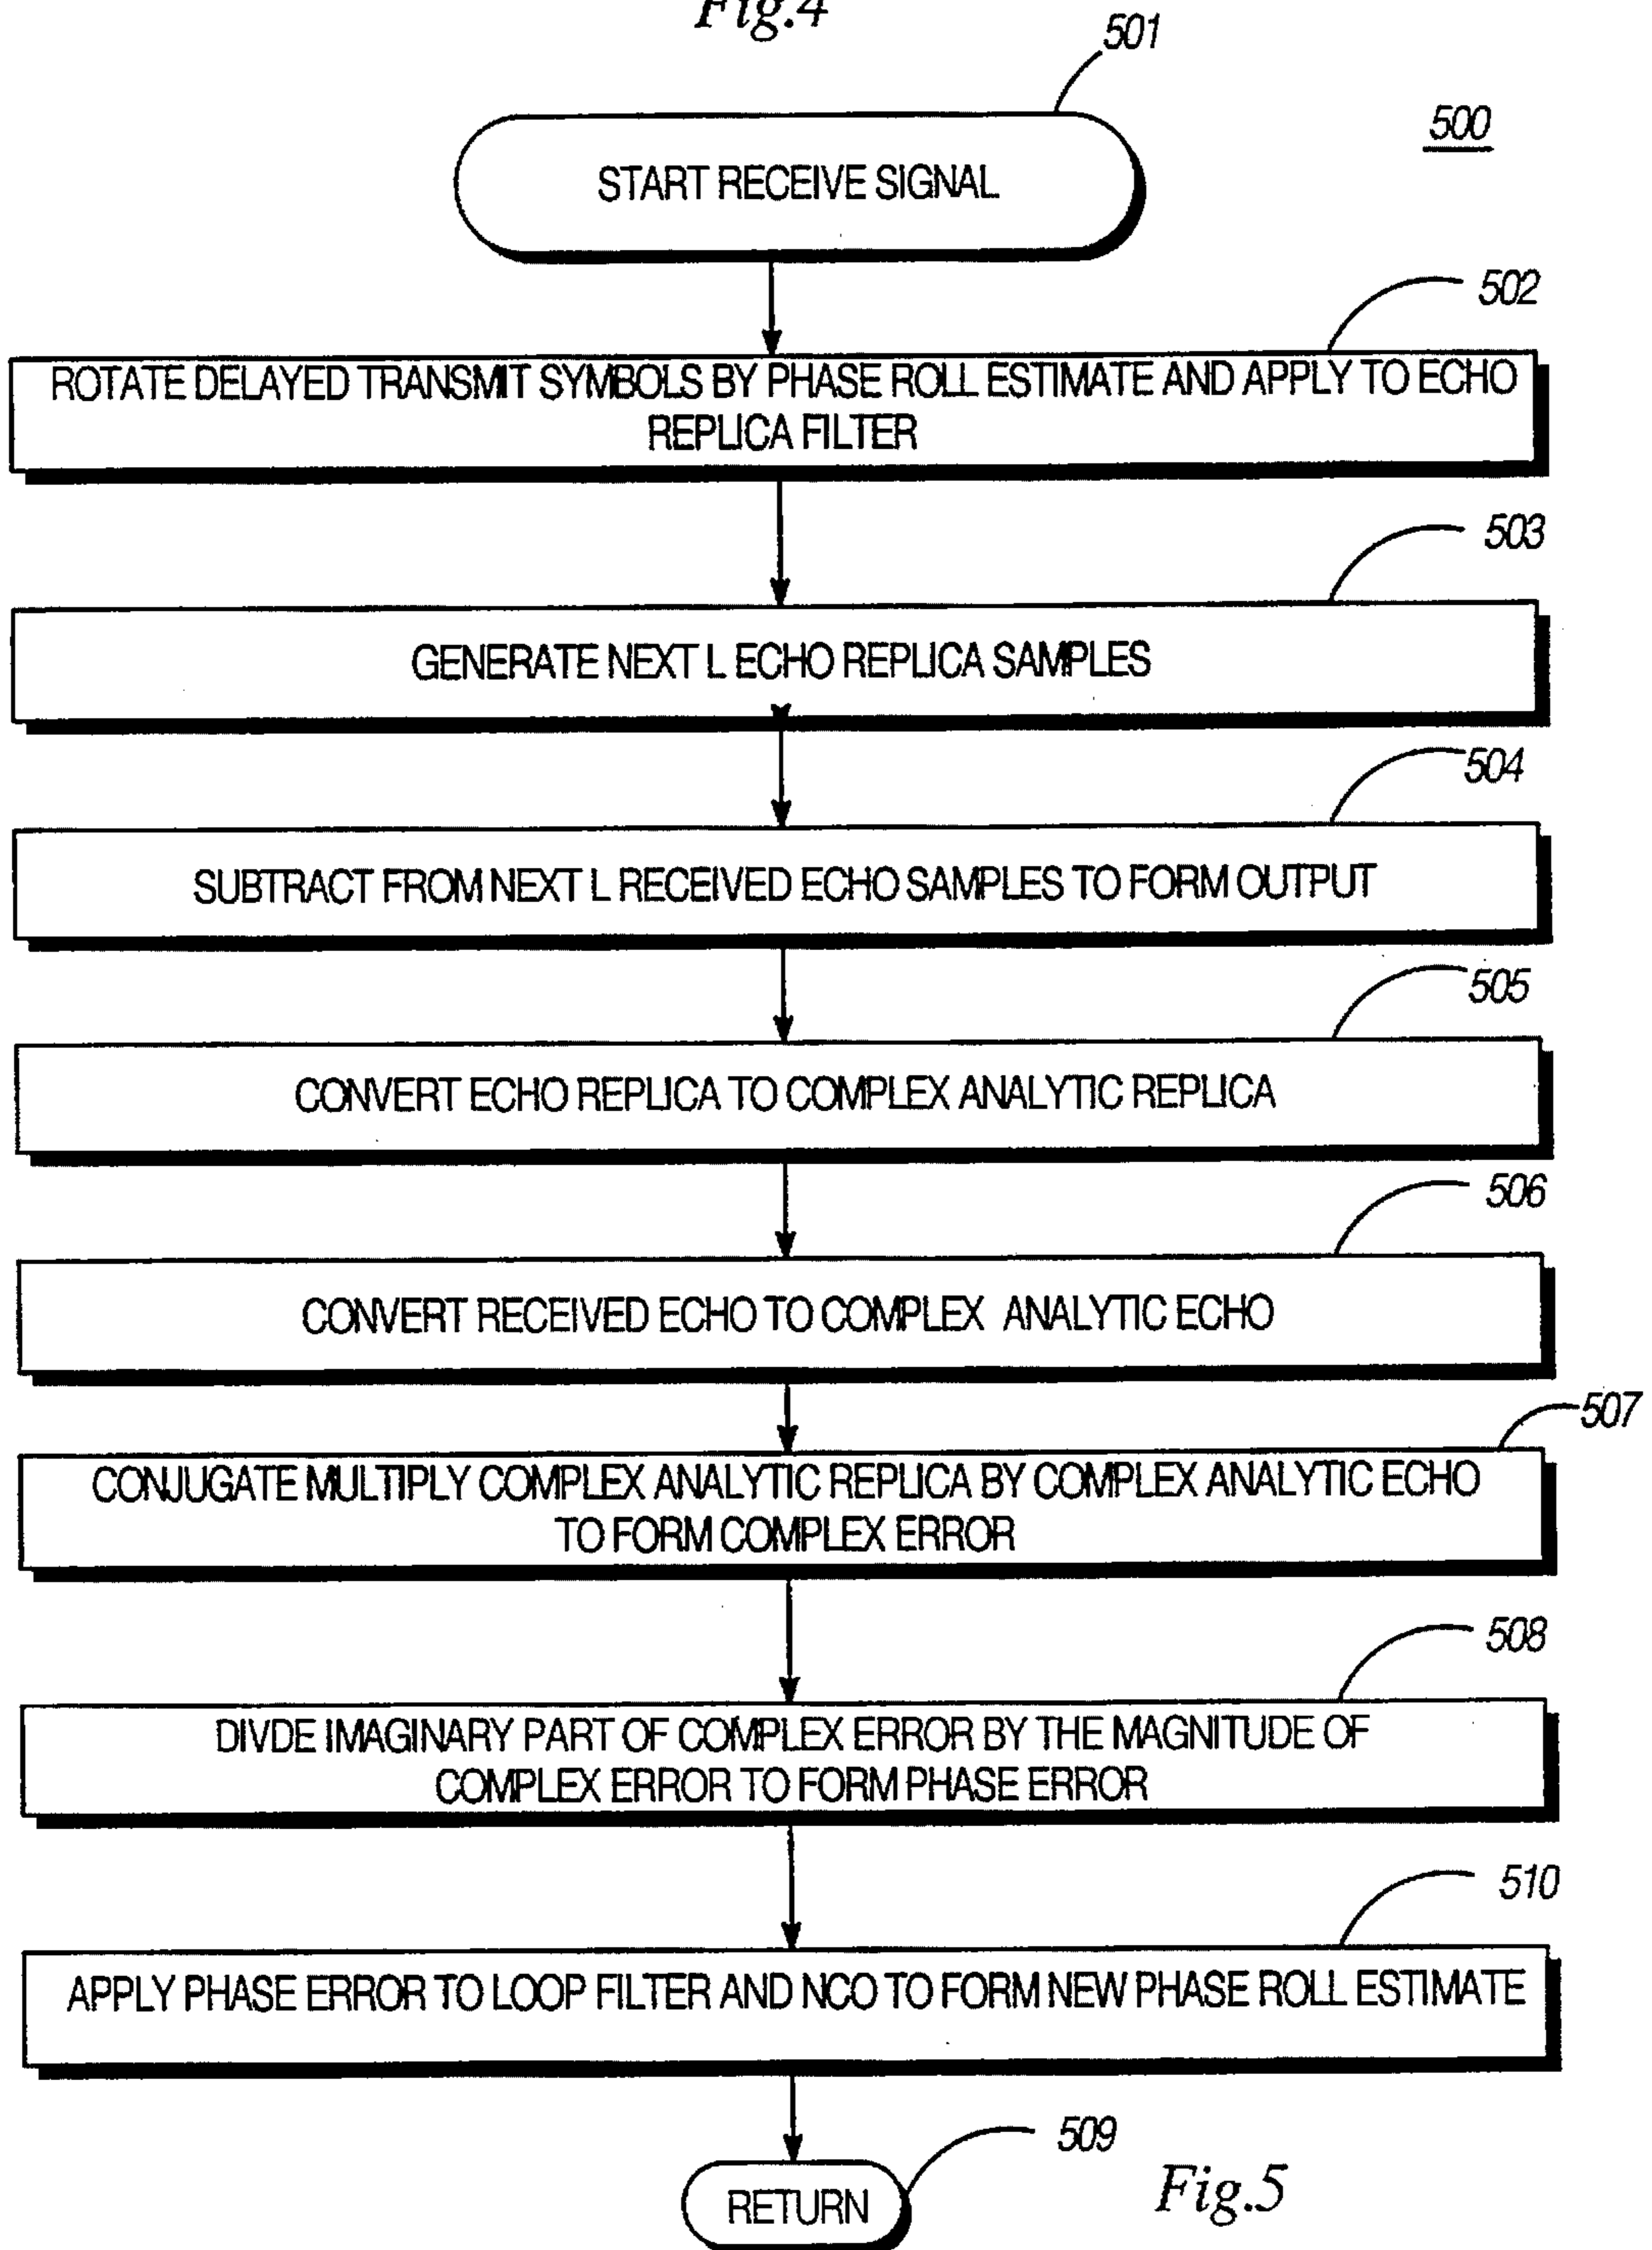 Fig.4
501
500
START RECEIVE SIGNAL
502
ROTATE DELAYED TRANSMIT SYMBOLS BY PHASE ROLL ESTIMATE AND APPLY TO ECHO
REPLICA FILTER
503
GENERATE NEXT L ECHO REPLICA SAMPLES
504
SUBTRACT FROM NEXT L RECEIVED ECHO SAMPLES TO FORM OUTPUT
505
CONVERT ECHO REPLICA TO COMPLEX ANALYTIC REPLICA
506
CONVERT RECEIVED ECHO TO COMPLEX ANALYTIC ECHO
507
CONJUGATE MULTIPLY COMPLEX ANALYTIC REPLICA BY COMPLEX ANALYTIC ECHO
TO FORM COMPLEX ERROR
508
DIVDE IMAGINARY PART OF COMPLEX ERROR BY THE MAGNITUDE OF
COMPLEX ERROR TO FORM PHASE ERROR
510
APPLY PHASE ERROR TO LOOP FILTER AND NCO TO FORM NEW PHASE ROLL ESTIMATE
509
RETURN
Fig.5